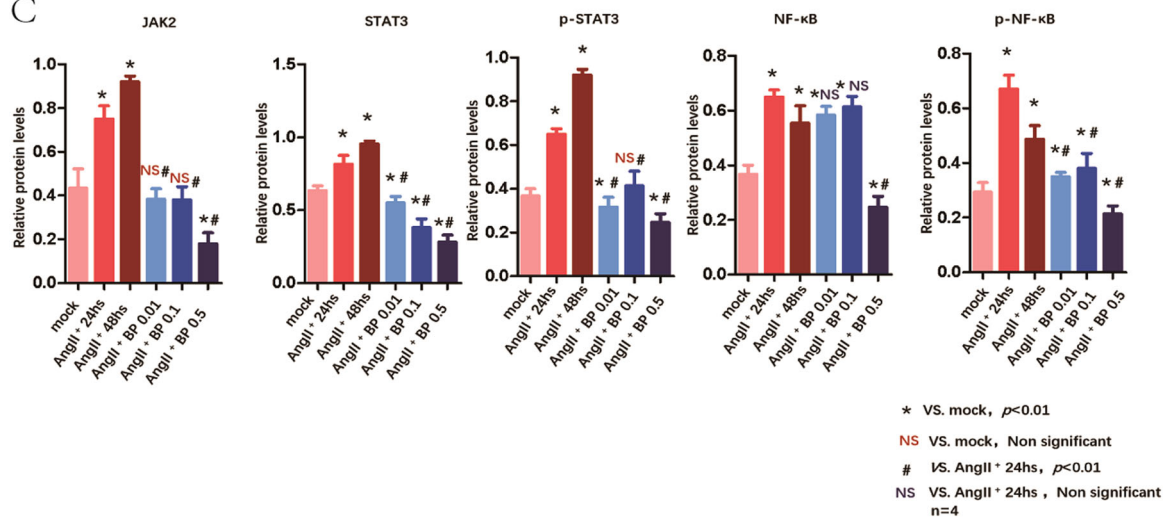 C
JAK2
STAT3
p-STAT3
NF-κB
p-NF-κB
Relative protein levels
1.0
0.8
0.6
0.4
0.2
0.0
* * NS# NS# *#
mock
AngII + 24hs
AngII + 48hs
AngII + BP 0.01
AngII + BP 0.1
AngII + BP 0.5
Relative protein levels
1.5
1.0
0.5
0.0
* * *# *# *#
mock
AngII + 24hs
AngII + 48hs
AngII + BP 0.01
AngII + BP 0.1
AngII + BP 0.5
Relative protein levels
1.0
0.8
0.6
0.4
0.2
0.0
* * *# NS# *#
mock
AngII + 24hs
AngII + 48hs
AngII + BP 0.01
AngII + BP 0.1
AngII + BP 0.5
Relative protein levels
0.8
0.6
0.4
0.2
0.0
* * *NS *NS *#
mock
AngII + 24hs
AngII + 48hs
AngII + BP 0.01
AngII + BP 0.1
AngII + BP 0.5
Relative protein levels
0.8
0.6
0.4
0.2
0.0
* * *# *# *#
mock
AngII + 24hs
AngII + 48hs
AngII + BP 0.01
AngII + BP 0.1
AngII + BP 0.5
* VS. mock, p<0.01
NS VS. mock, Non significant
# VS. AngII + 24hs, p<0.01
NS VS. AngII + 24hs , Non significant
n=4